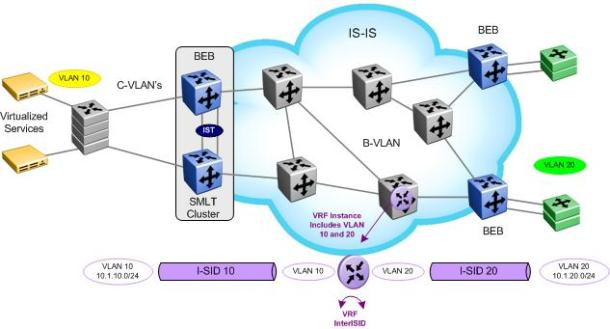 IS-IS
BEB
BEB
VLAN 10
C-VLAN's
Virtualized
Services
IST
B-VLAN
VLAN 20
SMLT
Cluster
VRF Instance
Includes VLAN
10 and 20
BEB
VLAN 10
10.1.10.0/24
I-SID 10
VLAN 10
VLAN 20
I-SID 20
VLAN 20
10.1.20.0/24
VRF
InterISID